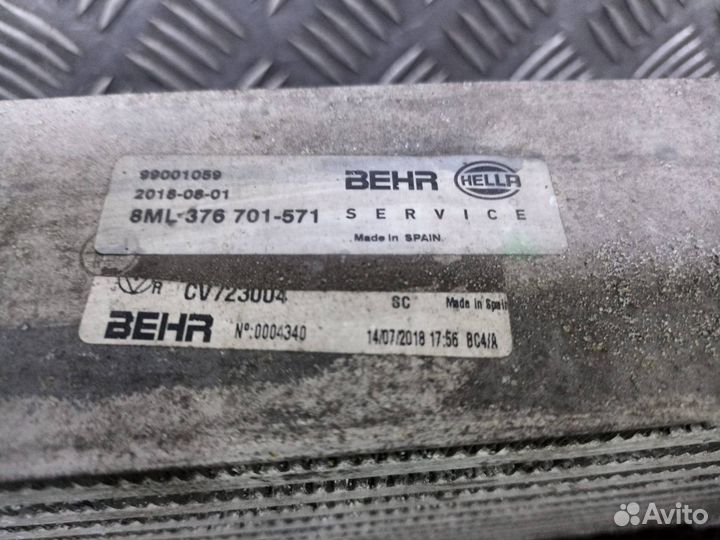 99001059
2018-08-01
8ML 376 701-571
BEHR HELLA
SERVICE
Made in SPAIN.
R CV723004 SC Made in Spain
BEHR Nº:0004340 14/07/2018 17:56 BC4/A
Avito